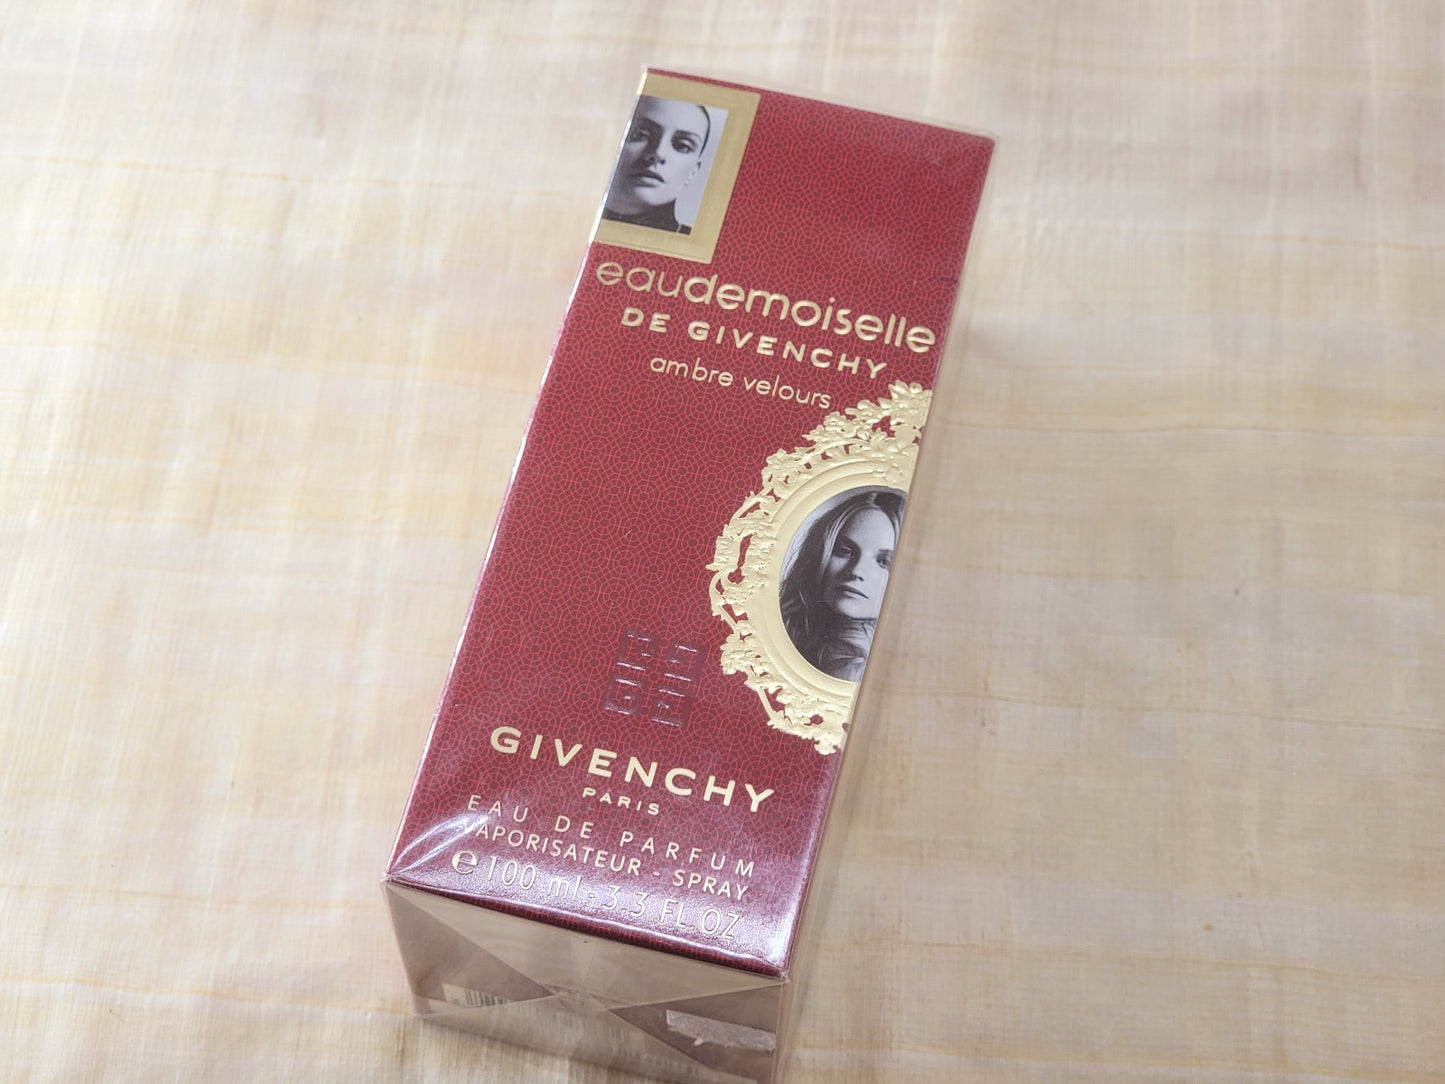 eaudemoiselle
DE GIVENCHY
ambre velours
GIVENCHY
PARIS
EAU DE PARFUM
VAPORISATEUR - SPRAY
℮ 100 ml - 3.3 FL OZ